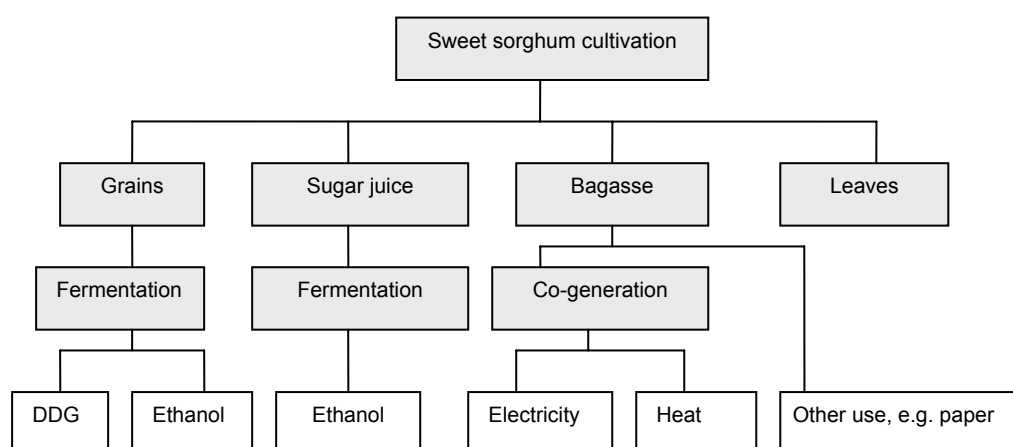 Sweet sorghum cultivation
Grains
Sugar juice
Bagasse
Leaves
Fermentation
Fermentation
Co-generation
DDG
Ethanol
Ethanol
Electricity
Heat
Other use, e.g. paper